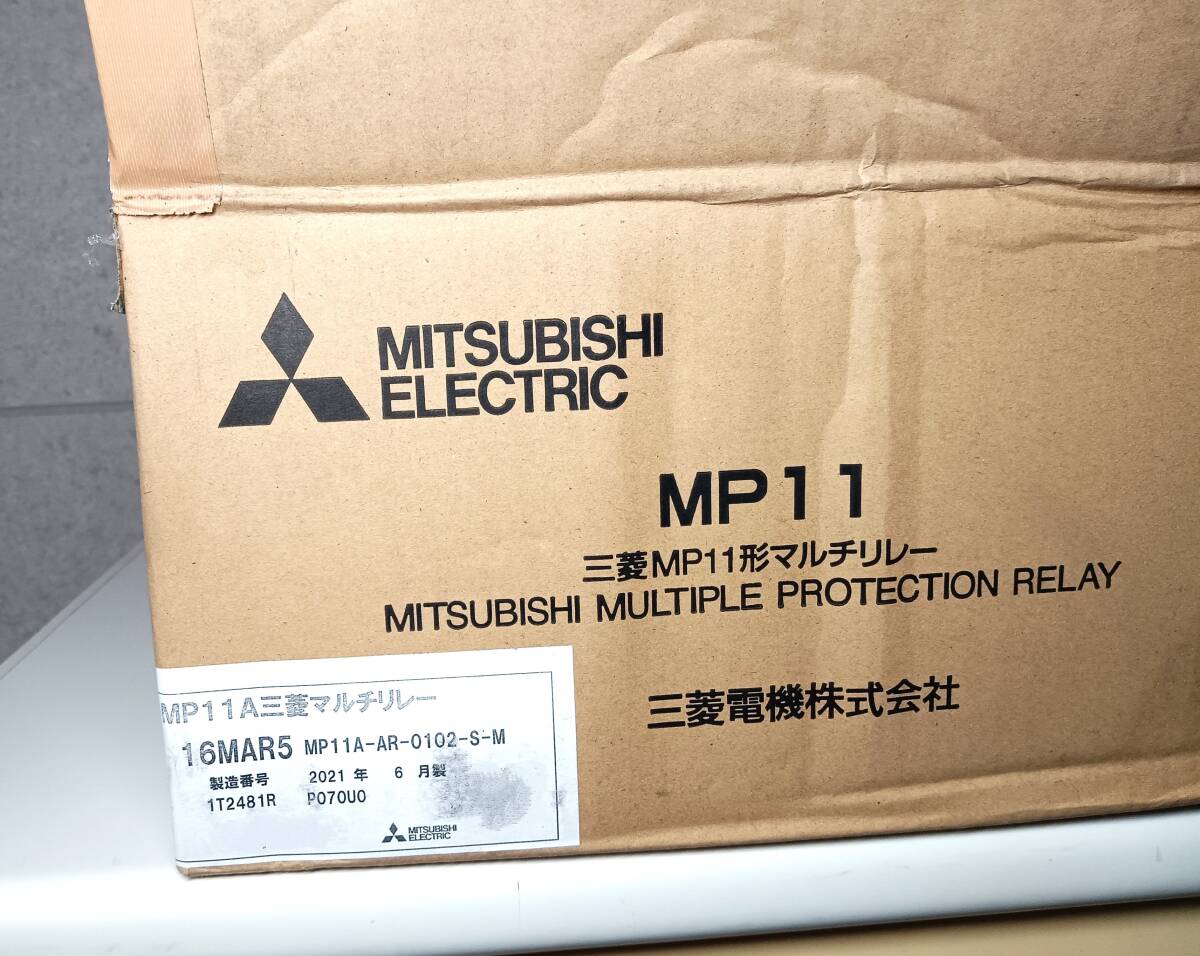 MITSUBISHI
ELECTRIC
MP11
三菱MP11形マルチリレー
MITSUBISHI MULTIPLE PROTECTION RELAY
三菱電機株式会社
MP11A三菱マルチリレー
16MAR5 MP11A-AR-0102-S-M
製造番号 2021 年 6 月製
1T2481R P070U0
MITSUBISHI
ELECTRIC